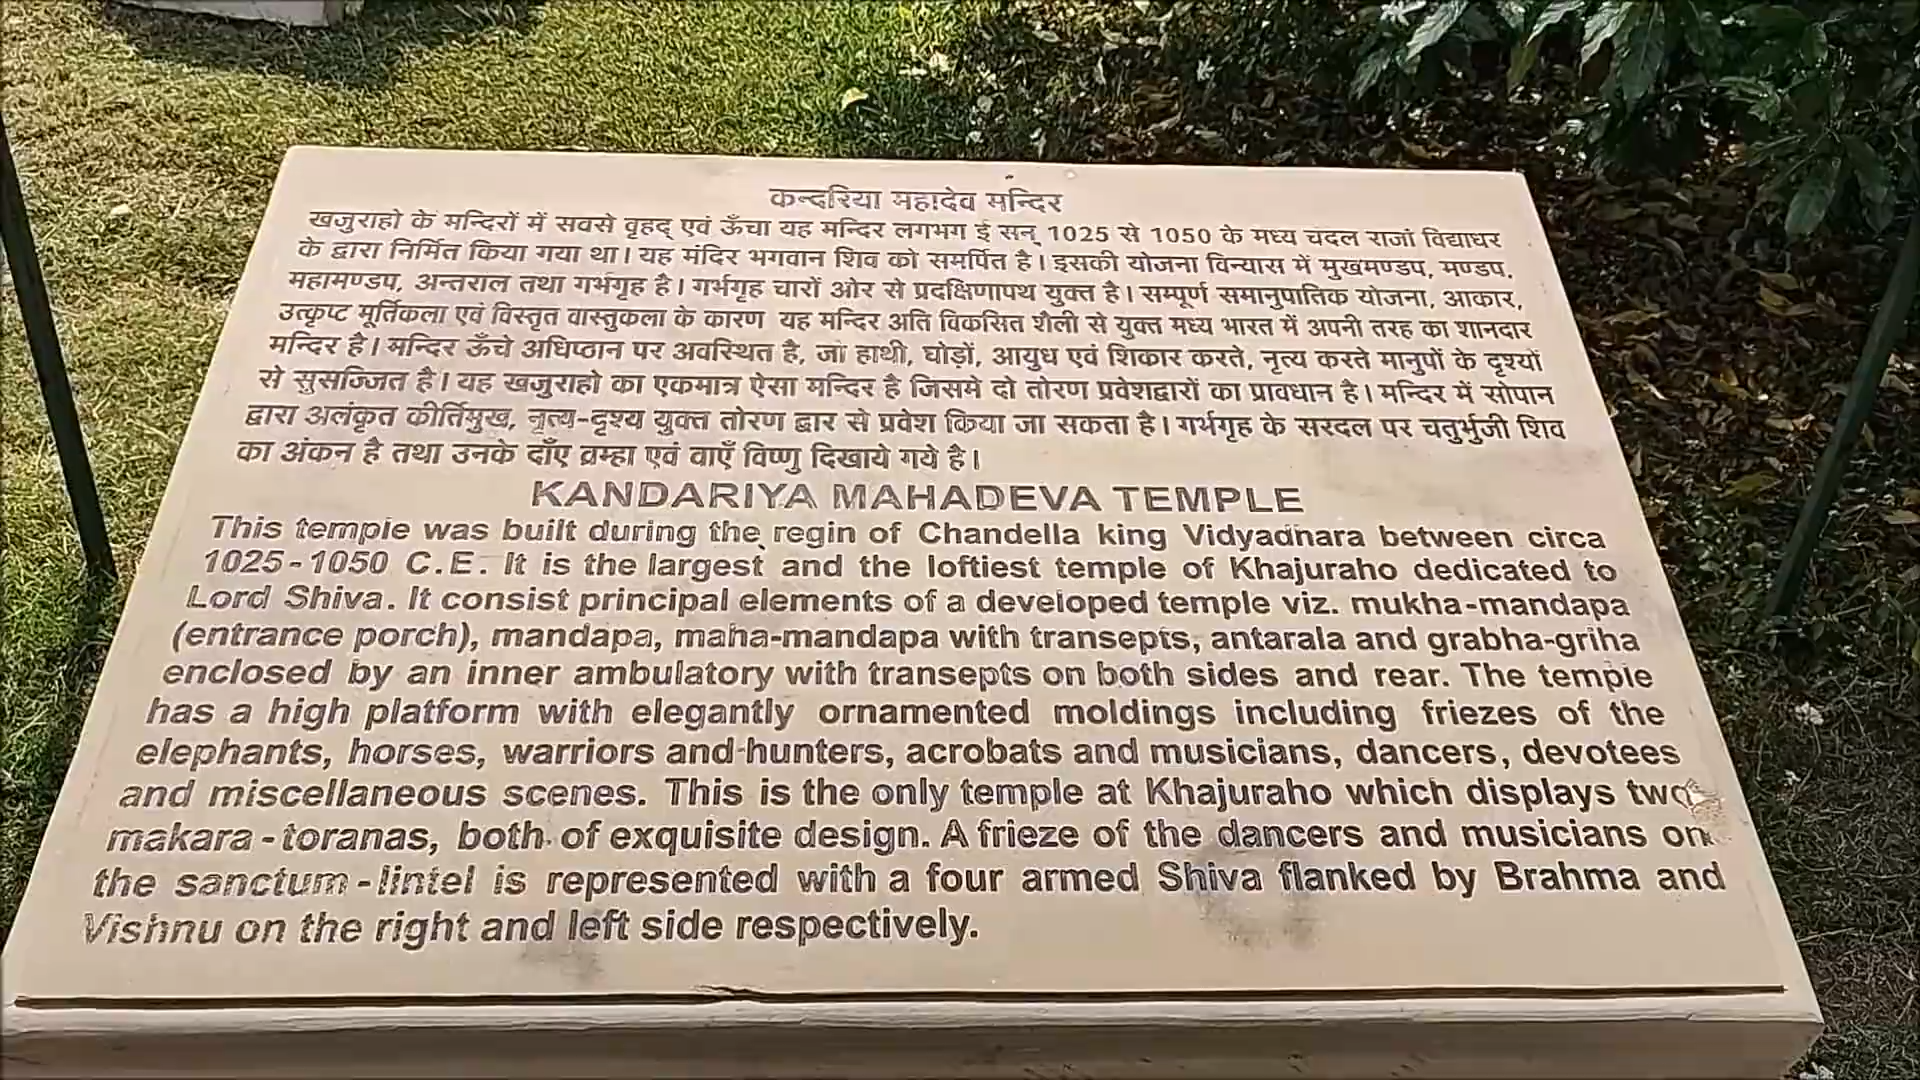 कन्दरिया महादेव मन्दिर
खजुराहो के मन्दिरों में सवसे वृहद् एवं ऊँचा यह मन्दिर लगभग ई सन् 1025 से 1050 के मध्य चंदल राजा विद्याधर
के द्वारा निर्मित किया गया था। यह मंदिर भगवान शिव को समर्पित है। इसकी योजना विन्यास में मुखमण्डप, मण्डप,
महामण्डप, अन्तराल तथा गर्भगृह है। गर्भगृह चारों ओर से प्रदक्षिणापथ युक्त है। सम्पूर्ण समानुपातिक योजना, आकार,
उत्कृष्ट मूर्तिकला एवं विस्तृत वास्तुकला के कारण यह मन्दिर अति विकसित शैली से युक्त मध्य भारत में अपनी तरह का शानदार
मन्दिर है। मन्दिर ऊँचे अधिष्ठान पर अवस्थित है, जो हाथी, घोड़ों, आयुध एवं शिकार करते, नृत्य करते मानुषों के दृश्यों
से सुसज्जित है। यह खजुराहो का एकमात्र ऐसा मन्दिर है जिसमे दो तोरण प्रवेशद्वारों का प्रावधान है। मन्दिर में सोपान
द्वारा अलंकृत कीर्तिमुख, नृत्य-दृश्य युक्त तोरण द्वार से प्रवेश किया जा सकता है। गर्भगृह के सरदल पर चतुर्भुजी शिव
का अंकन है तथा उनके दाँए व्रम्हा एवं वाएँ विष्णु दिखाये गये है।
KANDARIYA MAHADEVA TEMPLE
This temple was built during the regin of Chandella king Vidyadhara between circa
1025-1050 C.E. It is the largest and the loftiest temple of Khajuraho dedicated to
Lord Shiva. It consist principal elements of a developed temple viz. mukha-mandapa
(entrance porch), mandapa, maha-mandapa with transepts, antarala and grabha-griha
enclosed by an inner ambulatory with transepts on both sides and rear. The temple
has a high platform with elegantly ornamented moldings including friezes of the
elephants, horses, warriors and hunters, acrobats and musicians, dancers, devotees
and miscellaneous scenes. This is the only temple at Khajuraho which displays two
makara-toranas, both of exquisite design. A frieze of the dancers and musicians on
the sanctum-lintel is represented with a four armed Shiva flanked by Brahma and
Vishnu on the right and left side respectively.